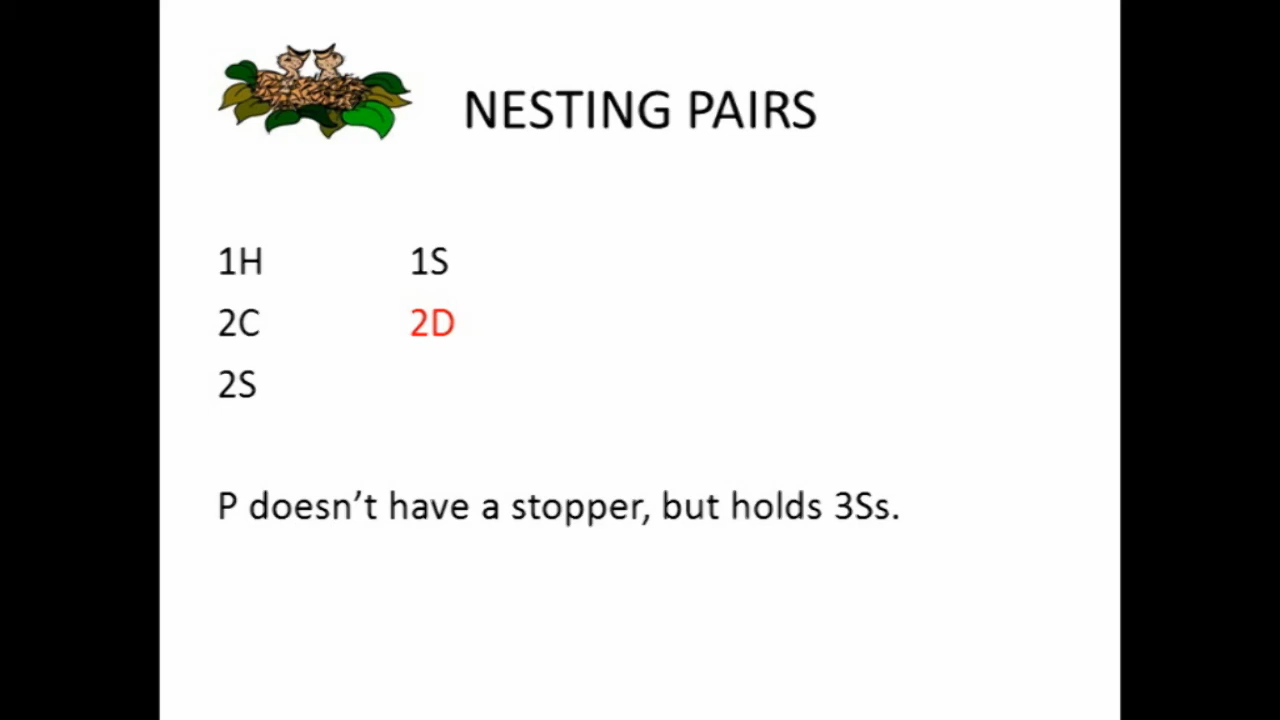 NESTING PAIRS
1H 1S
2C 2D
2S
P doesn’t have a stopper, but holds 3Ss.